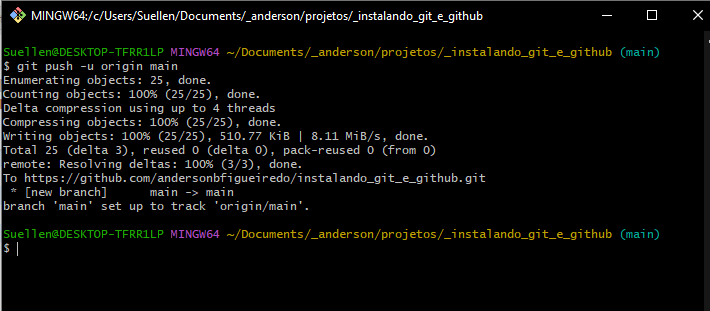 MINGW64:/c/Users/Suellen/Documents/_anderson/projetos/_instalando_git_e_github
Suellen@DESKTOP-TFRR1LP MINGW64 ~/Documents/_anderson/projetos/_instalando_git_e_github (main)
$ git push -u origin main
Enumerating objects: 25, done.
Counting objects: 100% (25/25), done.
Delta compression using up to 4 threads
Compressing objects: 100% (25/25), done.
Writing objects: 100% (25/25), 510.77 KiB | 8.11 MiB/s, done.
Total 25 (delta 3), reused 0 (delta 0), pack-reused 0 (from 0)
remote: Resolving deltas: 100% (3/3), done.
To https://github.com/andersonbfigueiredo/instalando_git_e_github.git
 * [new branch]      main -> main
branch 'main' set up to track 'origin/main'.
Suellen@DESKTOP-TFRR1LP MINGW64 ~/Documents/_anderson/projetos/_instalando_git_e_github (main)
$